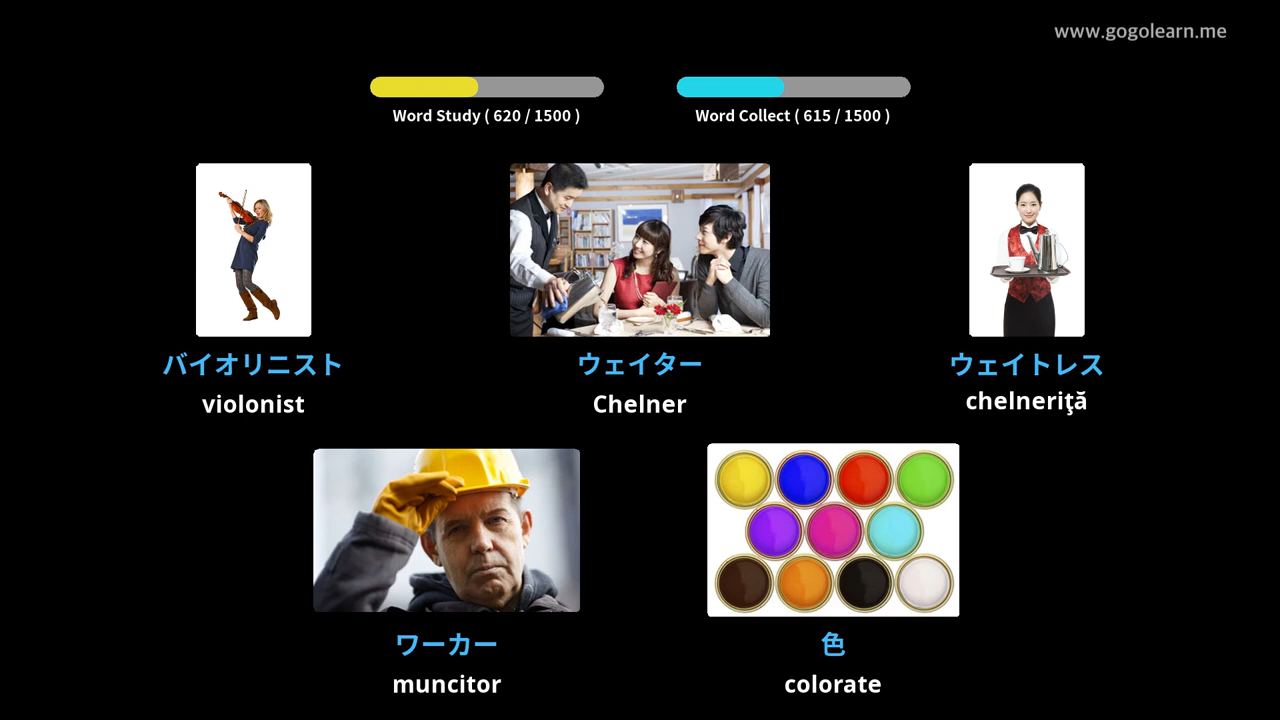 www.gogolearn.me
Word Study ( 620 / 1500 )
Word Collect ( 615 / 1500 )
バイオリニスト
violonist
ウェイター
Chelner
ウェイトレス
chelneriţă
ワーカー
muncitor
色
colorate